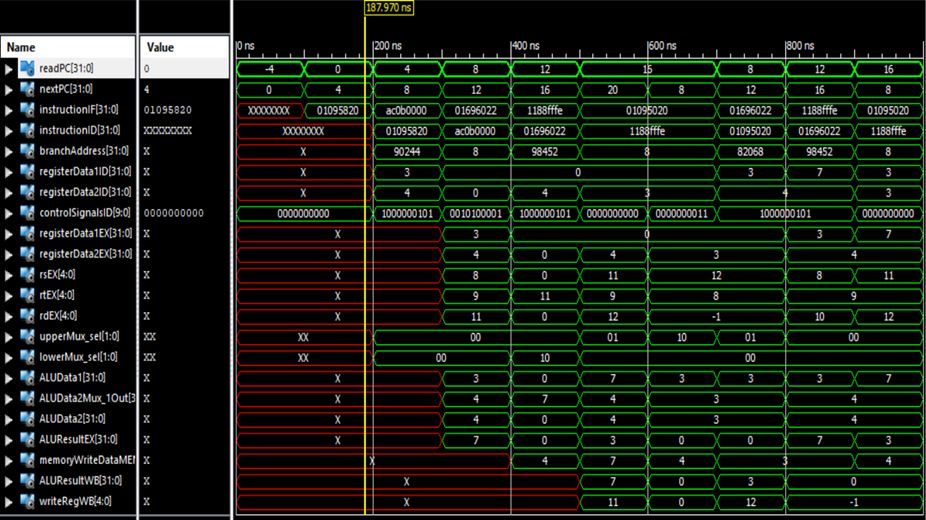 187.970 ns
Name Value 0 ns 200 ns 400 ns 600 ns 800 ns
readPC[31:0] 0 -4 0 4 8 12 16 8 12 16
nextPC[31:0] 4 0 4 8 12 16 20 8 12 16 8
instructionIF[31:0] 01095820 XXXXXXXX 01095820 ac0b0000 01696022 1188fffe 01095020 01696022 1188fffe 01095020
instructionID[31:0] XXXXXXXX XXXXXXXX 01095820 ac0b0000 01696022 1188fffe 01095020 01696022 1188fffe
branchAddress[31:0] X X 90244 8 98452 8 82068 98452 8
registerData1ID[31:0] X X 3 0 3 7 3
registerData2ID[31:0] X X 4 0 4 3 4 3
controlSignalsID[9:0] 0000000000 0000000000 1000000101 0010100001 1000000101 0000000000 0000000011 1000000101 0000000000
registerData1EX[31:0] X X 3 0 3 7
registerData2EX[31:0] X X 4 0 4 3 4
rsEX[4:0] X X 8 0 11 12 8 11
rtEX[4:0] X X 9 11 9 8 9
rdEX[4:0] X X 11 0 12 -1 10 12
upperMux_sel[1:0] XX XX 00 01 10 01 00
lowerMux_sel[1:0] XX XX 00 10 00
ALUData1[31:0] X X 3 0 7 3 3 3 7
ALUData2Mux_1Out[3 X X 4 7 4 3 4
ALUData2[31:0] X X 4 0 4 3 4
ALUResultEX[31:0] X X 7 0 3 0 0 7 3
memoryWriteDataME X X 4 7 4 3 4
ALUResultWB[31:0] X X 7 0 3 0
writeRegWB[4:0] X X 11 0 12 -1